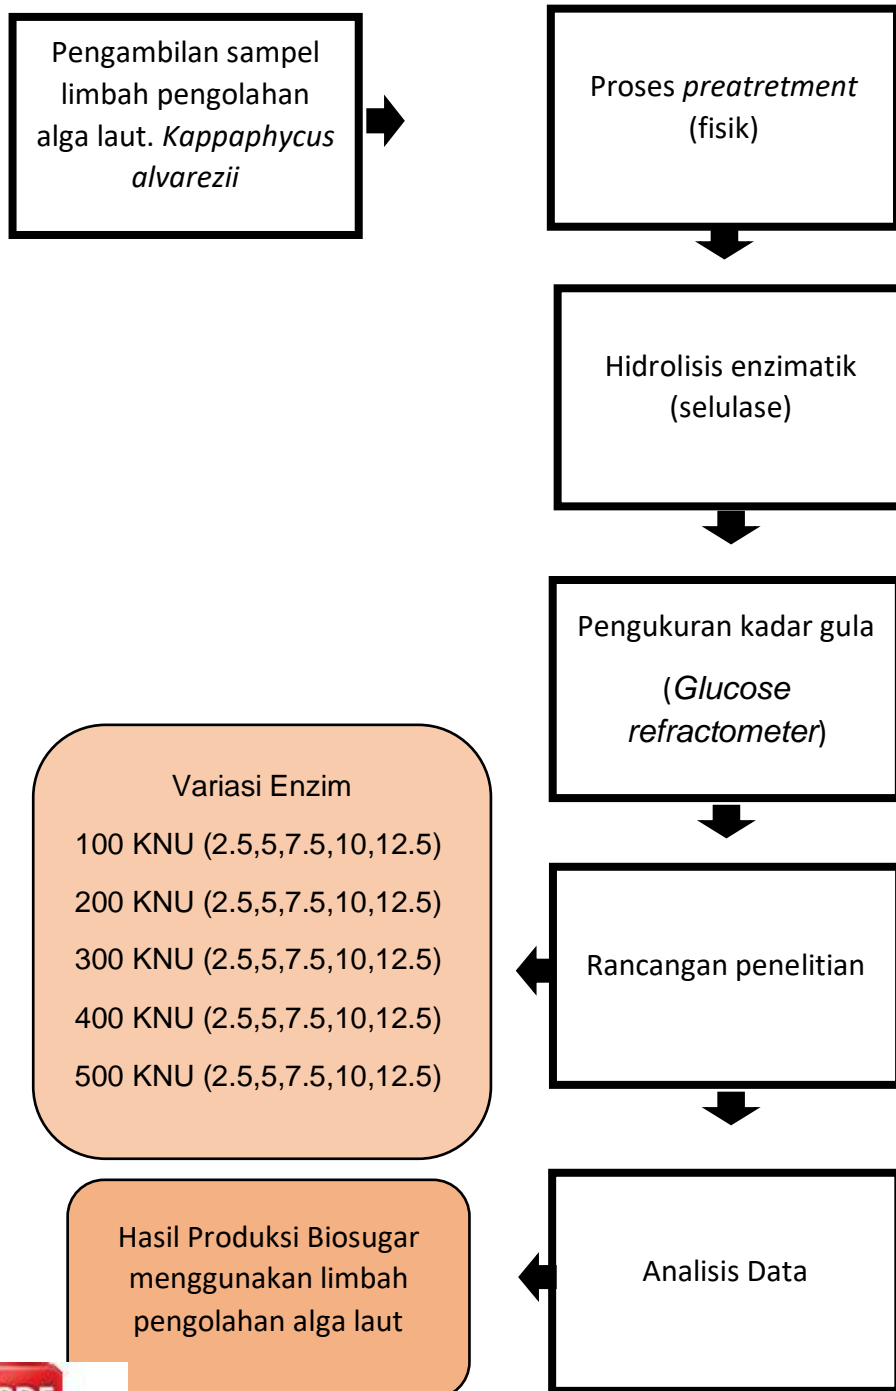 Pengambilan sampel
limbah pengolahan
alga laut. Kappaphycus
alvarezii
Proses preatretment
(fisik)
Hidrolisis enzimatik
(selulase)
Pengukuran kadar gula
(Glucose
refractometer)
Variasi Enzim
100 KNU (2.5,5,7.5,10,12.5)
200 KNU (2.5,5,7.5,10,12.5)
300 KNU (2.5,5,7.5,10,12.5)
400 KNU (2.5,5,7.5,10,12.5)
500 KNU (2.5,5,7.5,10,12.5)
Rancangan penelitian
Hasil Produksi Biosugar
menggunakan limbah
pengolahan alga laut
Analisis Data